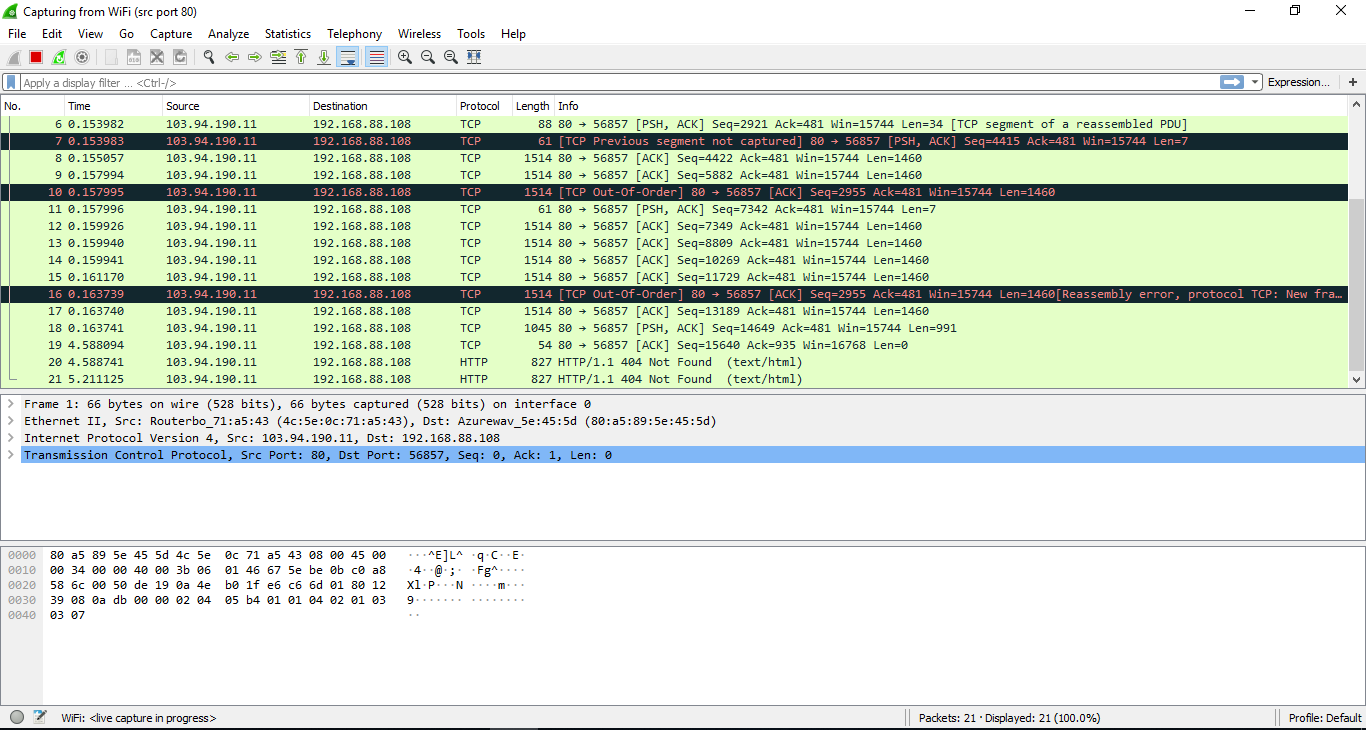 Capturing from WiFi (src port 80)
File Edit View Go Capture Analyze Statistics Telephony Wireless Tools Help
Apply a display filter ... <Ctrl-/> Expression... +
No. Time Source Destination Protocol Length Info
6 0.153982 103.94.190.11 192.168.88.108 TCP 88 80 → 56857 [PSH, ACK] Seq=2921 Ack=481 Win=15744 Len=34 [TCP segment of a reassembled PDU]
7 0.153983 103.94.190.11 192.168.88.108 TCP 61 [TCP Previous segment not captured] 80 → 56857 [PSH, ACK] Seq=4415 Ack=481 Win=15744 Len=7
8 0.155057 103.94.190.11 192.168.88.108 TCP 1514 80 → 56857 [ACK] Seq=4422 Ack=481 Win=15744 Len=1460
9 0.157994 103.94.190.11 192.168.88.108 TCP 1514 80 → 56857 [ACK] Seq=5882 Ack=481 Win=15744 Len=1460
10 0.157995 103.94.190.11 192.168.88.108 TCP 1514 [TCP Out-Of-Order] 80 → 56857 [ACK] Seq=2955 Ack=481 Win=15744 Len=1460
11 0.157996 103.94.190.11 192.168.88.108 TCP 61 80 → 56857 [PSH, ACK] Seq=7342 Ack=481 Win=15744 Len=7
12 0.159926 103.94.190.11 192.168.88.108 TCP 1514 80 → 56857 [ACK] Seq=7349 Ack=481 Win=15744 Len=1460
13 0.159940 103.94.190.11 192.168.88.108 TCP 1514 80 → 56857 [ACK] Seq=8809 Ack=481 Win=15744 Len=1460
14 0.159941 103.94.190.11 192.168.88.108 TCP 1514 80 → 56857 [ACK] Seq=10269 Ack=481 Win=15744 Len=1460
15 0.161170 103.94.190.11 192.168.88.108 TCP 1514 80 → 56857 [ACK] Seq=11729 Ack=481 Win=15744 Len=1460
16 0.163739 103.94.190.11 192.168.88.108 TCP 1514 [TCP Out-Of-Order] 80 → 56857 [ACK] Seq=2955 Ack=481 Win=15744 Len=1460[Reassembly error, protocol TCP: New fra...
17 0.163740 103.94.190.11 192.168.88.108 TCP 1514 80 → 56857 [ACK] Seq=13189 Ack=481 Win=15744 Len=1460
18 0.163741 103.94.190.11 192.168.88.108 TCP 1045 80 → 56857 [PSH, ACK] Seq=14649 Ack=481 Win=15744 Len=991
19 4.588094 103.94.190.11 192.168.88.108 TCP 54 80 → 56857 [ACK] Seq=15640 Ack=935 Win=16768 Len=0
20 4.588741 103.94.190.11 192.168.88.108 HTTP 827 HTTP/1.1 404 Not Found (text/html)
21 5.211125 103.94.190.11 192.168.88.108 HTTP 827 HTTP/1.1 404 Not Found (text/html)
Frame 1: 66 bytes on wire (528 bits), 66 bytes captured (528 bits) on interface 0
Ethernet II, Src: Routerbo_71:a5:43 (4c:5e:0c:71:a5:43), Dst: Azurewav_5e:45:5d (80:a5:89:5e:45:5d)
Internet Protocol Version 4, Src: 103.94.190.11, Dst: 192.168.88.108
Transmission Control Protocol, Src Port: 80, Dst Port: 56857, Seq: 0, Ack: 1, Len: 0
0000 80 a5 89 5e 45 5d 4c 5e 0c 71 a5 43 08 00 45 00 ···^E]L^ ·q·C··E·
0010 00 34 00 00 40 00 3b 06 01 46 67 5e be 0b c0 a8 ·4··@·;· ·Fg^····
0020 58 6c 00 50 de 19 0a 4e b0 1f e6 c6 6d 01 80 12 Xl·P···N ····m···
0030 39 08 0a db 00 00 02 04 05 b4 01 01 04 02 01 03 9······· ········
0040 03 07 ··
WiFi: <live capture in progress> Packets: 21 · Displayed: 21 (100.0%) Profile: Default